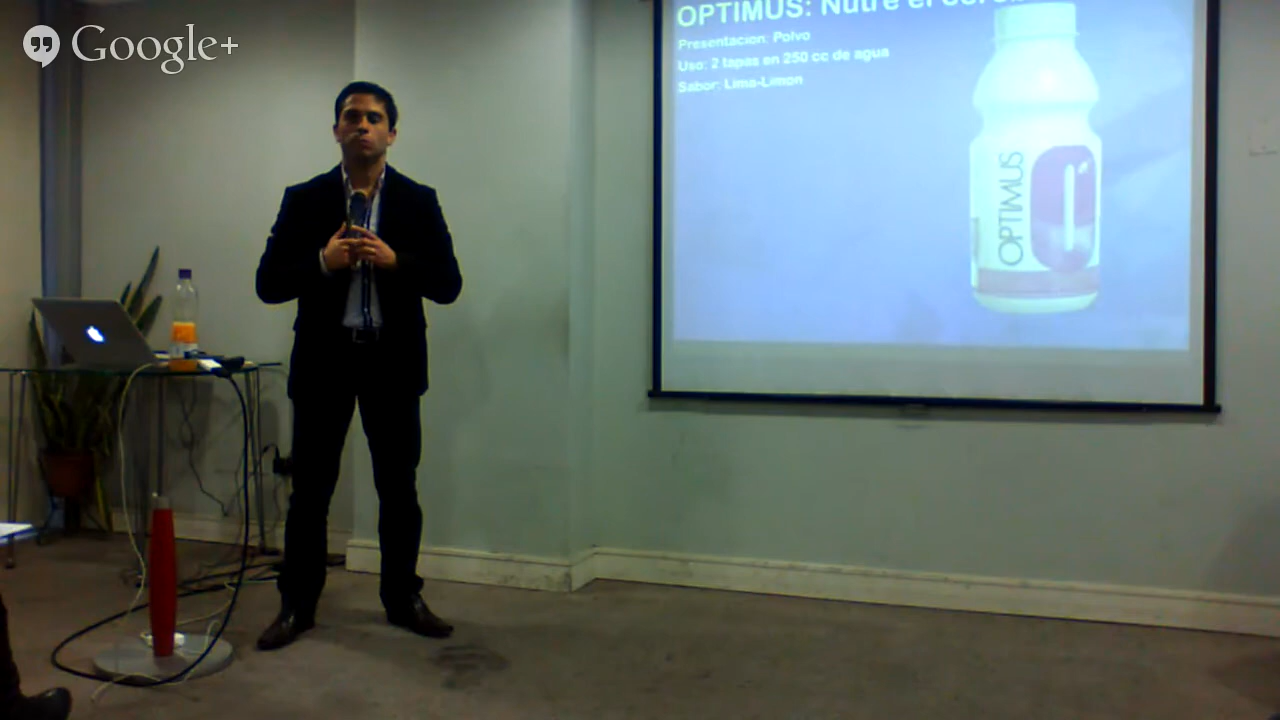 Google+
OPTIMUS: Nutre el
Presentacion: Polvo
Uso: 2 tapas en 250 cc de agua
Sabor: Lima-Limon
OPTIMUS